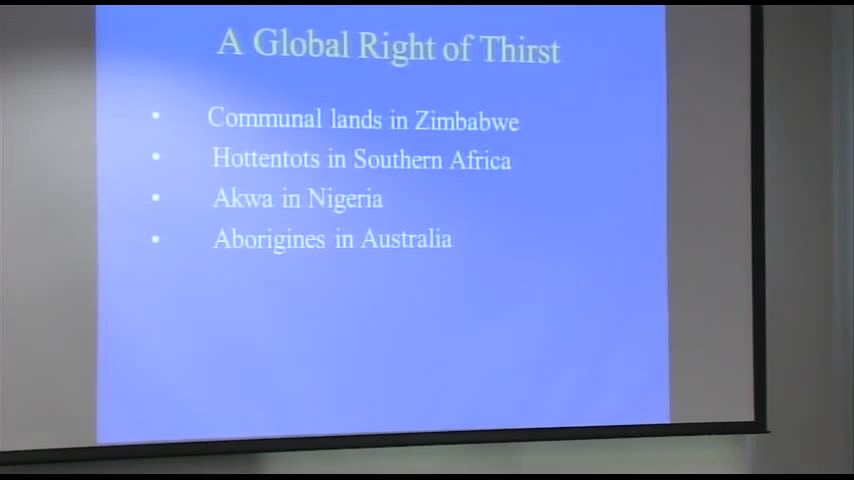 A Global Right of Thirst
• Communal lands in Zimbabwe
• Hottentots in Southern Africa
• Akwa in Nigeria
• Aborigines in Australia